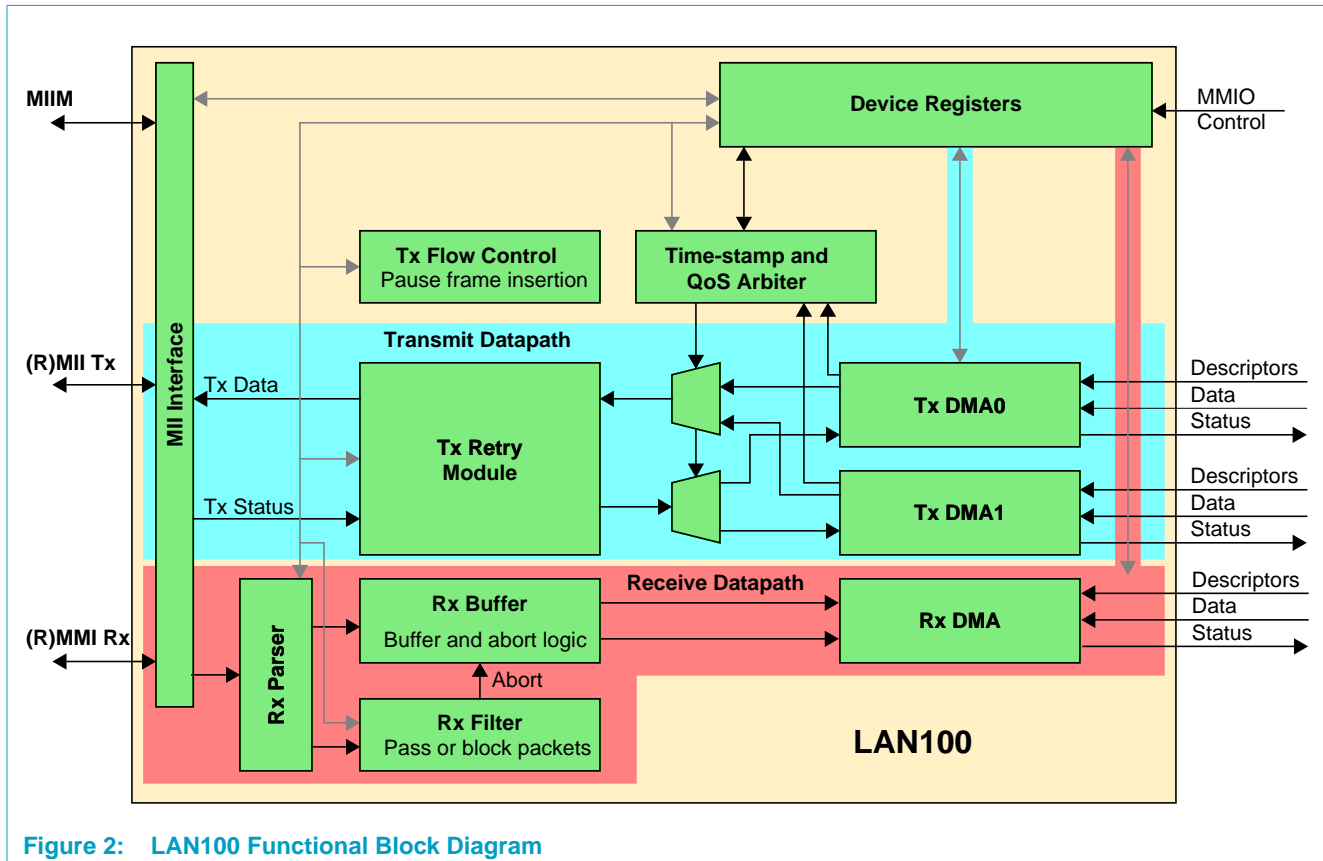 MIIM
Device Registers
MMIO
Control
Tx Flow Control
Pause frame insertion
Time-stamp and
QoS Arbiter
MII Interface
Transmit Datapath
(R)MII Tx
Tx Data
Tx Retry
Module
Tx Status
Tx DMA0
Descriptors
Data
Status
Tx DMA1
Descriptors
Data
Status
Receive Datapath
(R)MMI Rx
Rx Parser
Rx Buffer
Buffer and abort logic
Abort
Rx Filter
Pass or block packets
Rx DMA
Descriptors
Data
Status
LAN100
Figure 2: LAN100 Functional Block Diagram